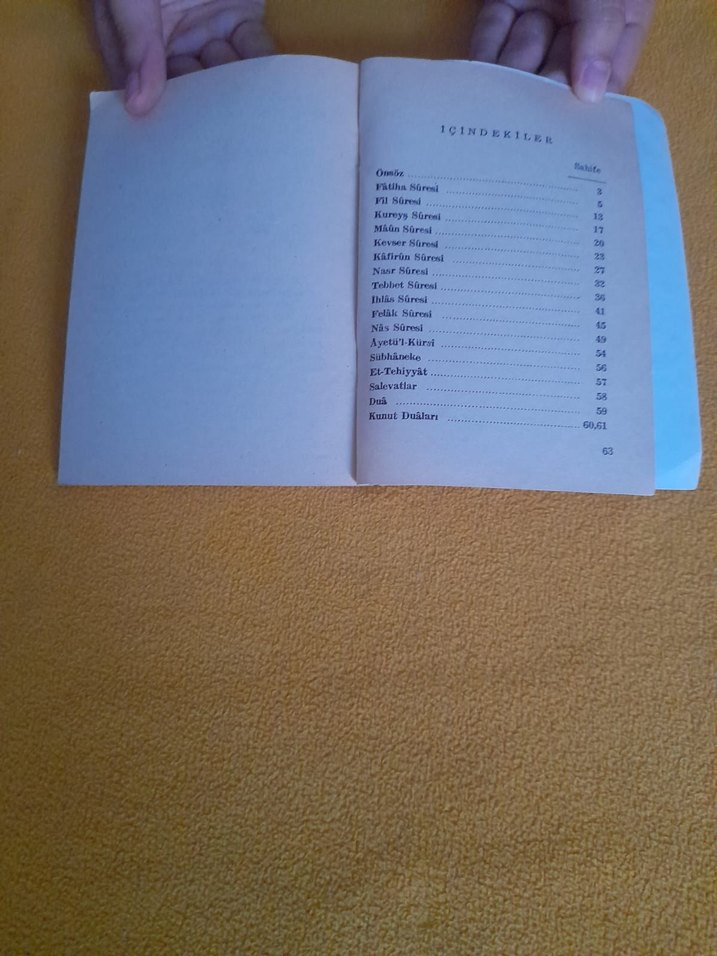 İÇİNDEKİLER
Sahife
Önsöz 3
Fâtiha Sûresi 5
Fîl Sûresi 13
Kureyş Sûresi 17
Mâûn Sûresi 20
Kevser Sûresi 23
Kâfirûn Sûresi 27
Nasr Sûresi 32
Tebbet Sûresi 36
İhlâs Sûresi 41
Felâk Sûresi 45
Nâs Sûresi 49
Âyetü'l-Kürsî 54
Sübhâneke 56
Et-Tehiyyât 57
Salevatlar 58
Duâ 59
Kunut Duâları 60,61
63